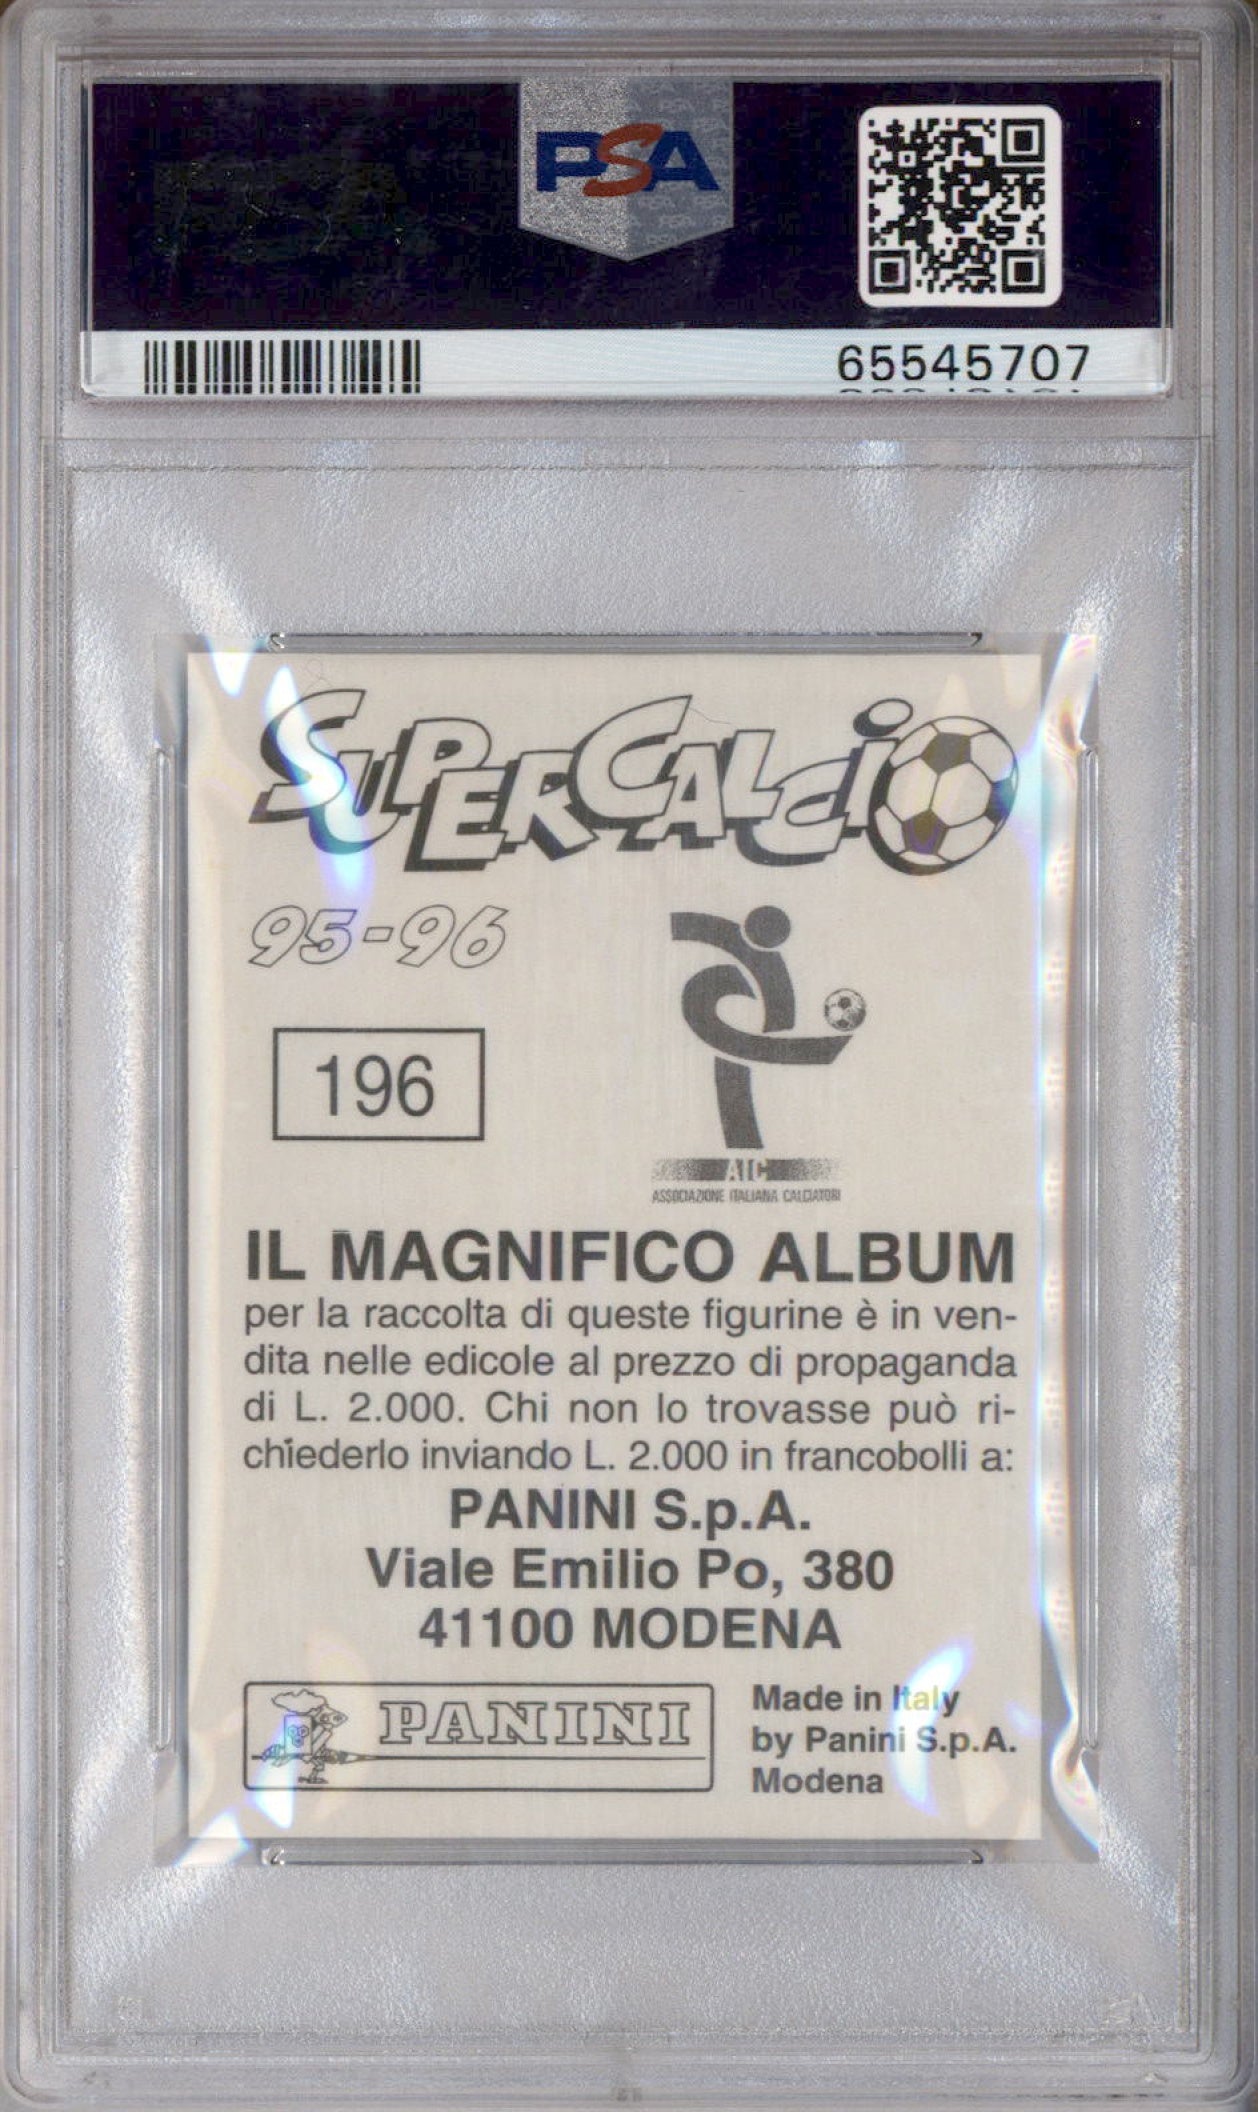 PSA
65545707
SUPERCALCIO
95-96
196
AIC
ASSOCIAZIONE ITALIANA CALCIATORI
IL MAGNIFICO ALBUM
per la raccolta di queste figurine è in ven-
dita nelle edicole al prezzo di propaganda
di L. 2.000. Chi non lo trovasse può ri-
chiederlo inviando L. 2.000 in francobolli a:
PANINI S.p.A.
Viale Emilio Po, 380
41100 MODENA
PANINI
Made in Italy
by Panini S.p.A.
Modena